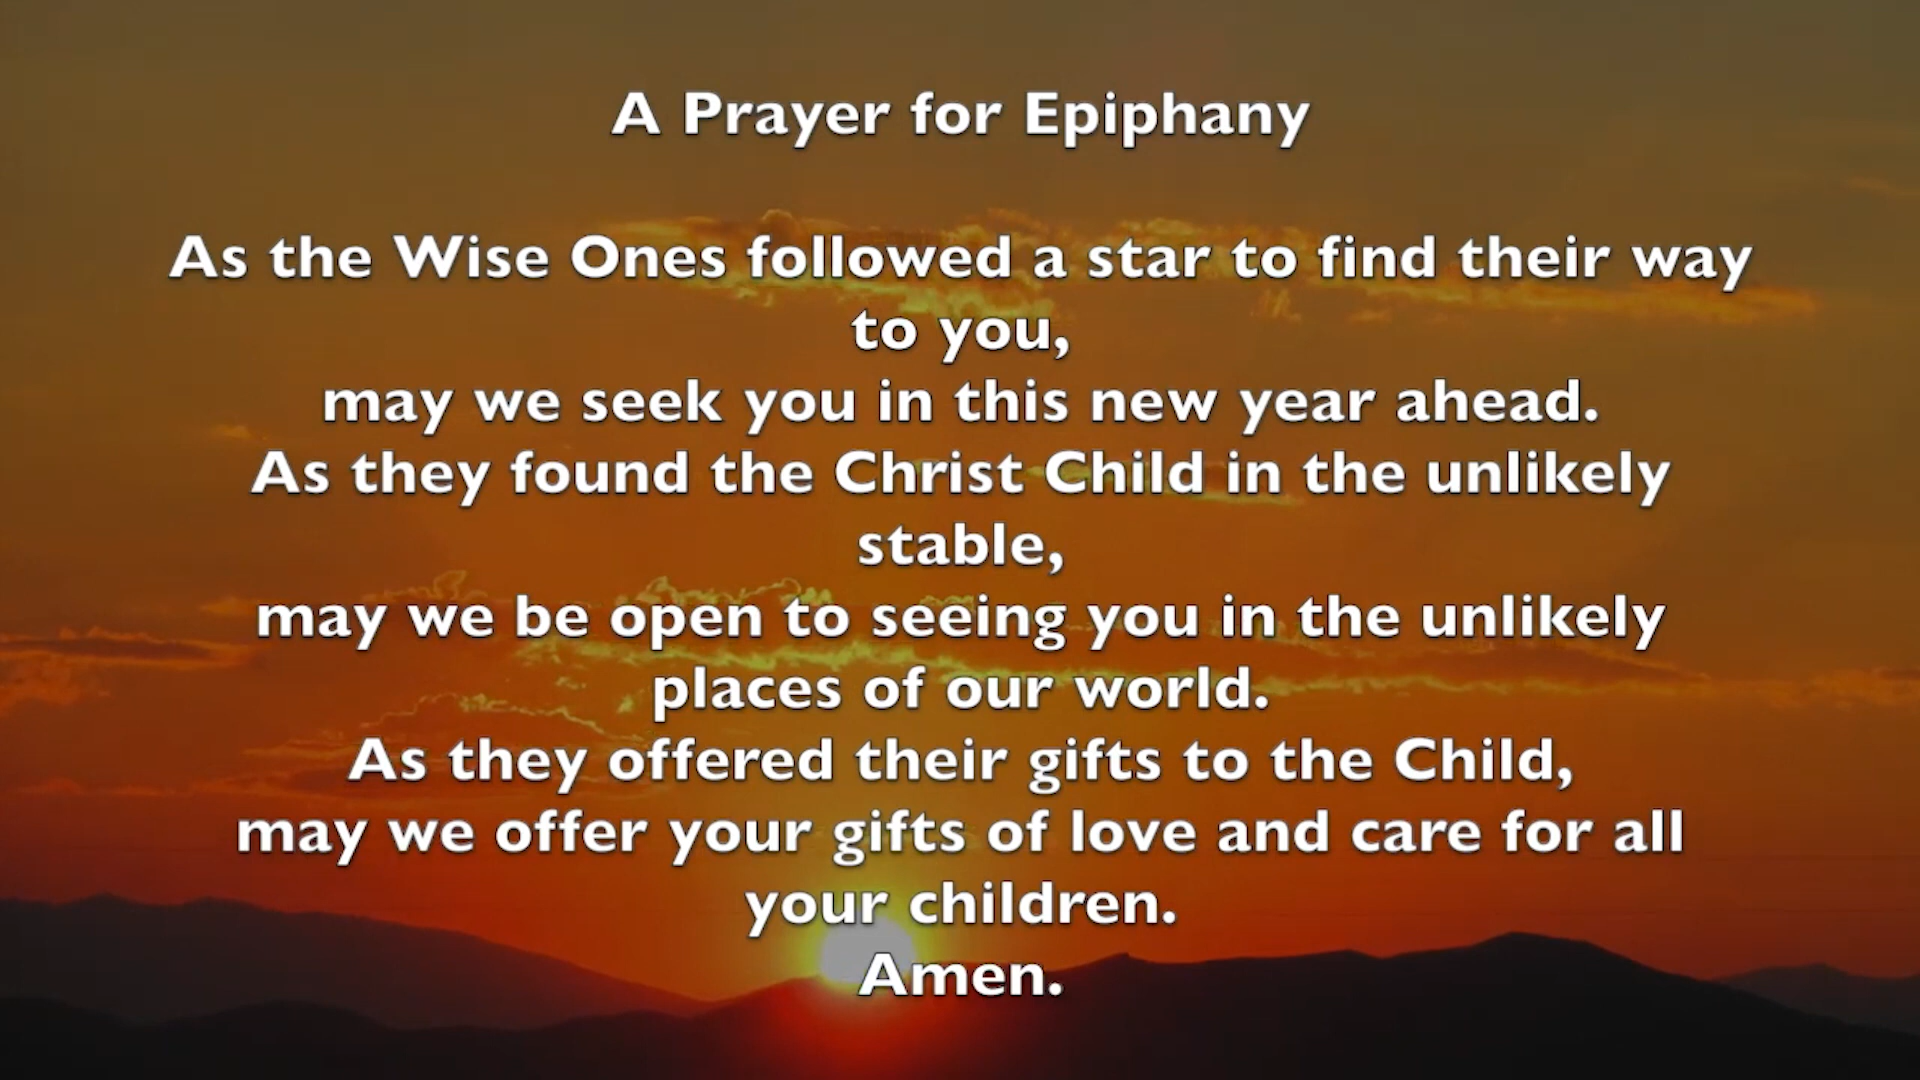 A Prayer for Epiphany
As the Wise Ones followed a star to find their way
to you,
may we seek you in this new year ahead.
As they found the Christ Child in the unlikely
stable,
may we be open to seeing you in the unlikely
places of our world.
As they offered their gifts to the Child,
may we offer your gifts of love and care for all
your children.
Amen.